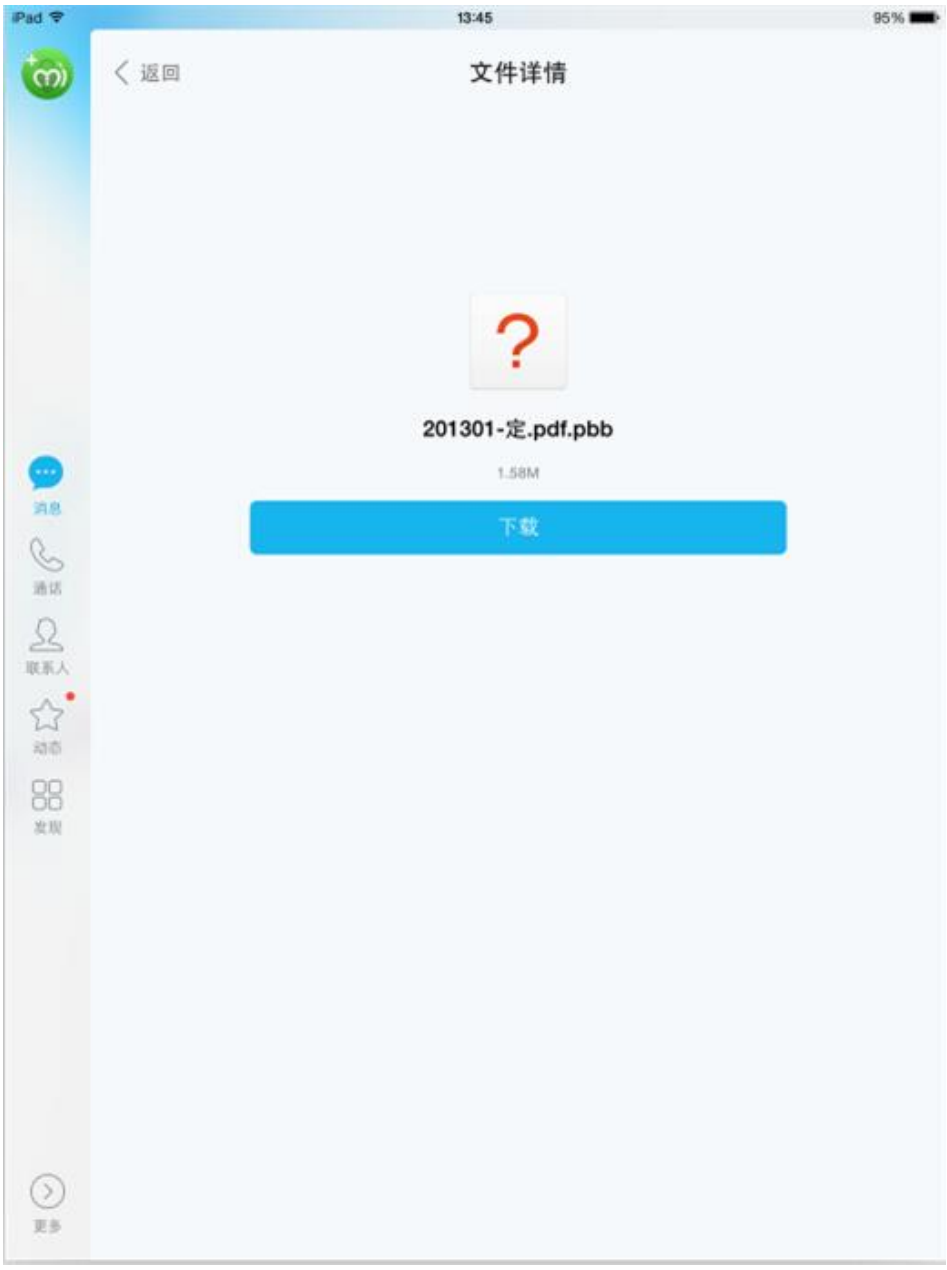 iPad 13:45 95%
返回 文件详情
?
201301-定.pdf.pbb
1.58M
下载
消息
通话
联系人
动态
发现
更多